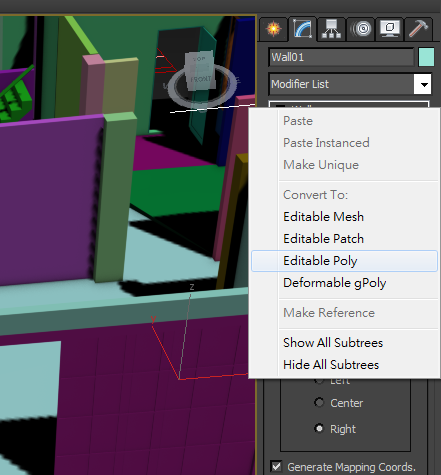 Wall01
Modifier List
TOP
FRONT
Paste
Paste Instanced
Make Unique
Convert To:
Editable Mesh
Editable Patch
Editable Poly
Deformable gPoly
Make Reference
Show All Subtrees
Hide All Subtrees
z
Left
Center
Right
Generate Mapping Coords.